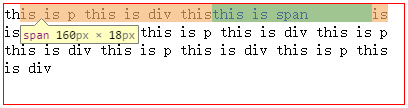 this is p this is div thisthis is span is
is
span 160px × 18px
this is p this is div this is p
this is div this is p this is div this is p this
is div